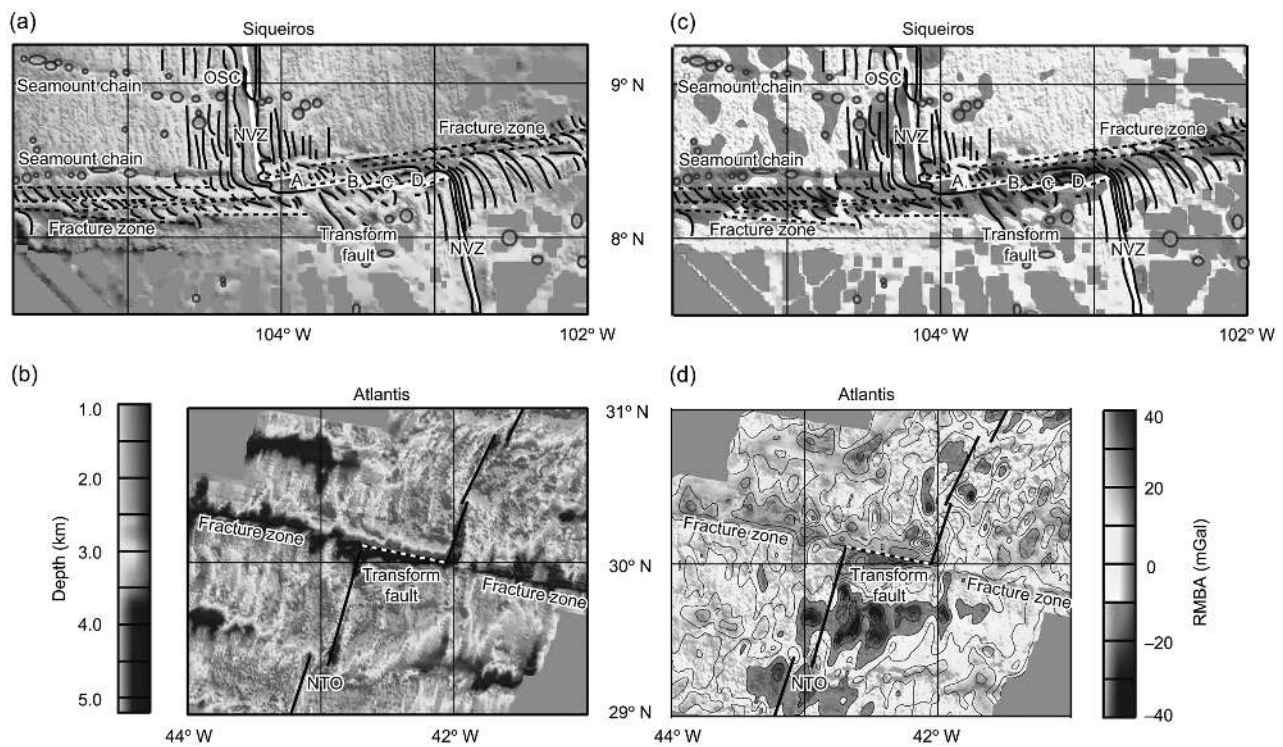 (a)
Siqueiros
OSC
Seamount chain
NVZ
Fracture zone
Seamount chain
A
B
C
D
Fracture zone
Transform
fault
NVZ
104° W
102° W
9° N
8° N
(c)
Siqueiros
OSC
Seamount chain
NVZ
Fracture zone
Seamount chain
A
B
C
D
Fracture zone
Transform
fault
NVZ
104° W
102° W
(b)
Atlantis
1.0
2.0
3.0
4.0
5.0
Depth (km)
Fracture zone
Transform
fault
Fracture zone
NTO
44° W
42° W
31° N
30° N
29° N
(d)
Atlantis
Fracture zone
Transform
fault
Fracture zone
NTO
44° W
42° W
40
20
0
−20
−40
RMBA (mGal)